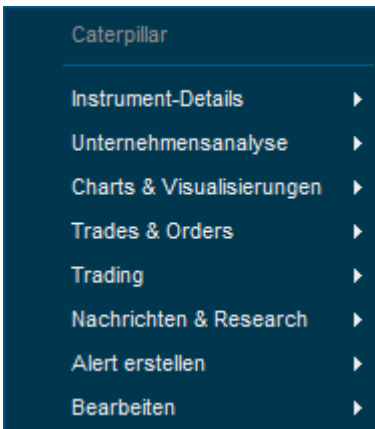 Caterpillar
Instrument-Details
Unternehmensanalyse
Charts & Visualisierungen
Trades & Orders
Trading
Nachrichten & Research
Alert erstellen
Bearbeiten